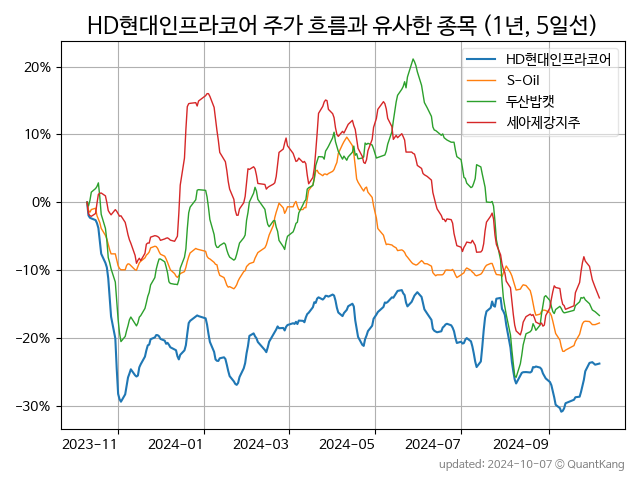 HD현대인프라코어 주가 흐름과 유사한 종목 (1년, 5일선)
HD현대인프라코어
S-Oil
두산밥캣
세아제강지주
20%
10%
0%
−10%
−20%
−30%
2023-11
2024-01
2024-03
2024-05
2024-07
2024-09
updated: 2024-10-07 © QuantKang